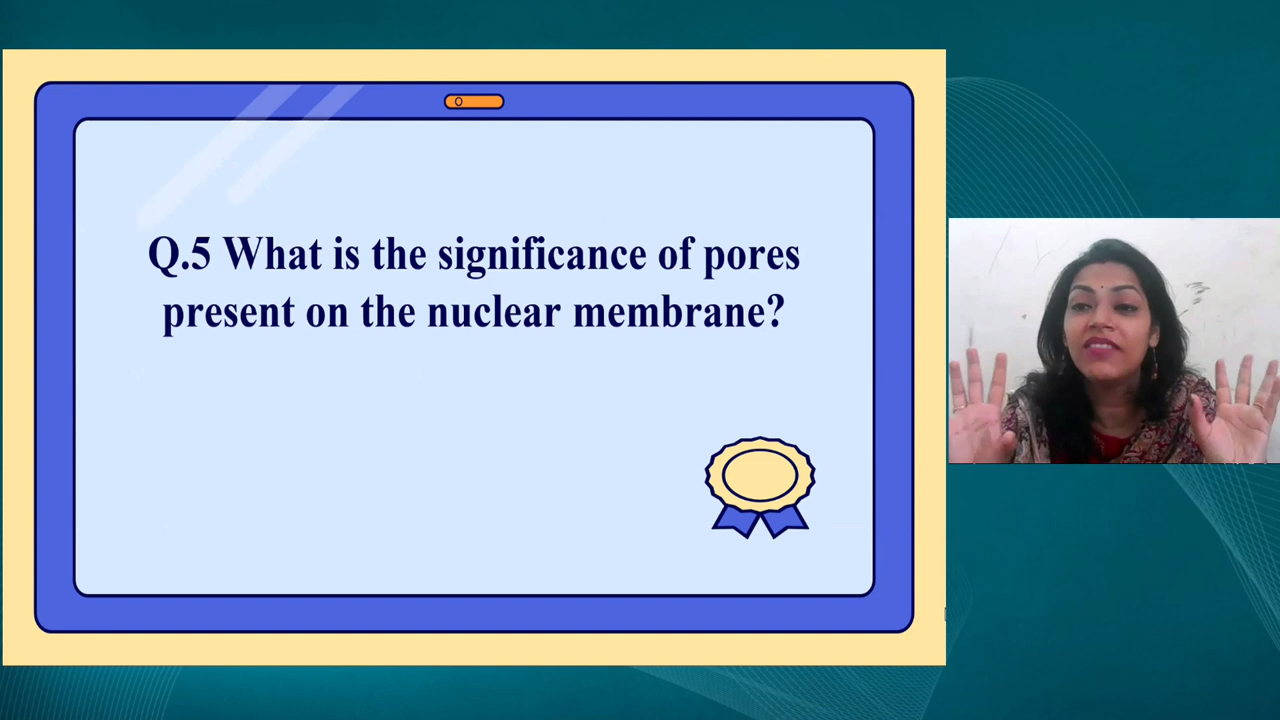 Q.5 What is the significance of pores
present on the nuclear membrane?